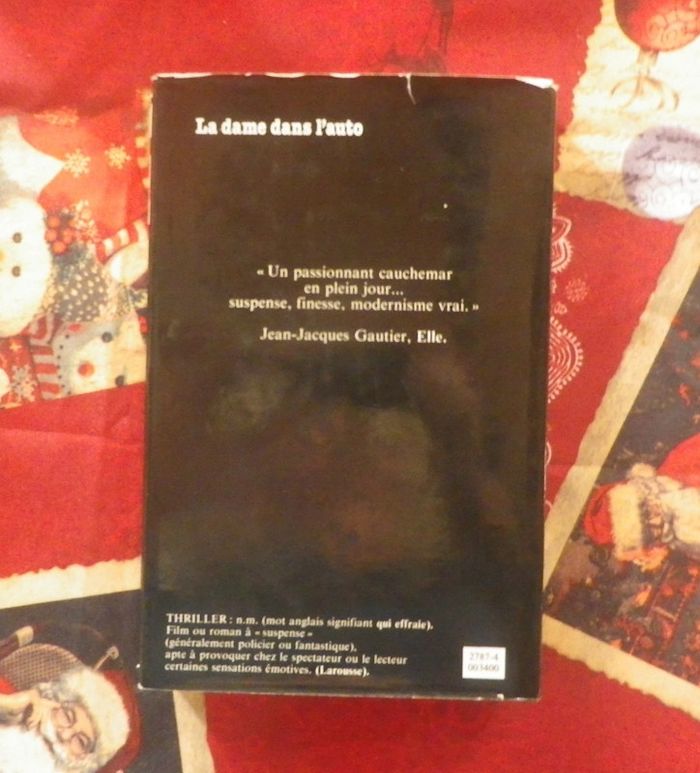 La dame dans l'auto
« Un passionnant cauchemar
en plein jour...
suspense, finesse, modernisme vrai. »
Jean-Jacques Gautier, Elle.
THRILLER : n.m. (mot anglais signifiant qui effraie).
Film ou roman à « suspense »
(généralement policier ou fantastique),
apte à provoquer chez le spectateur ou le lecteur
certaines sensations émotives. (Larousse).
2787-4
003400